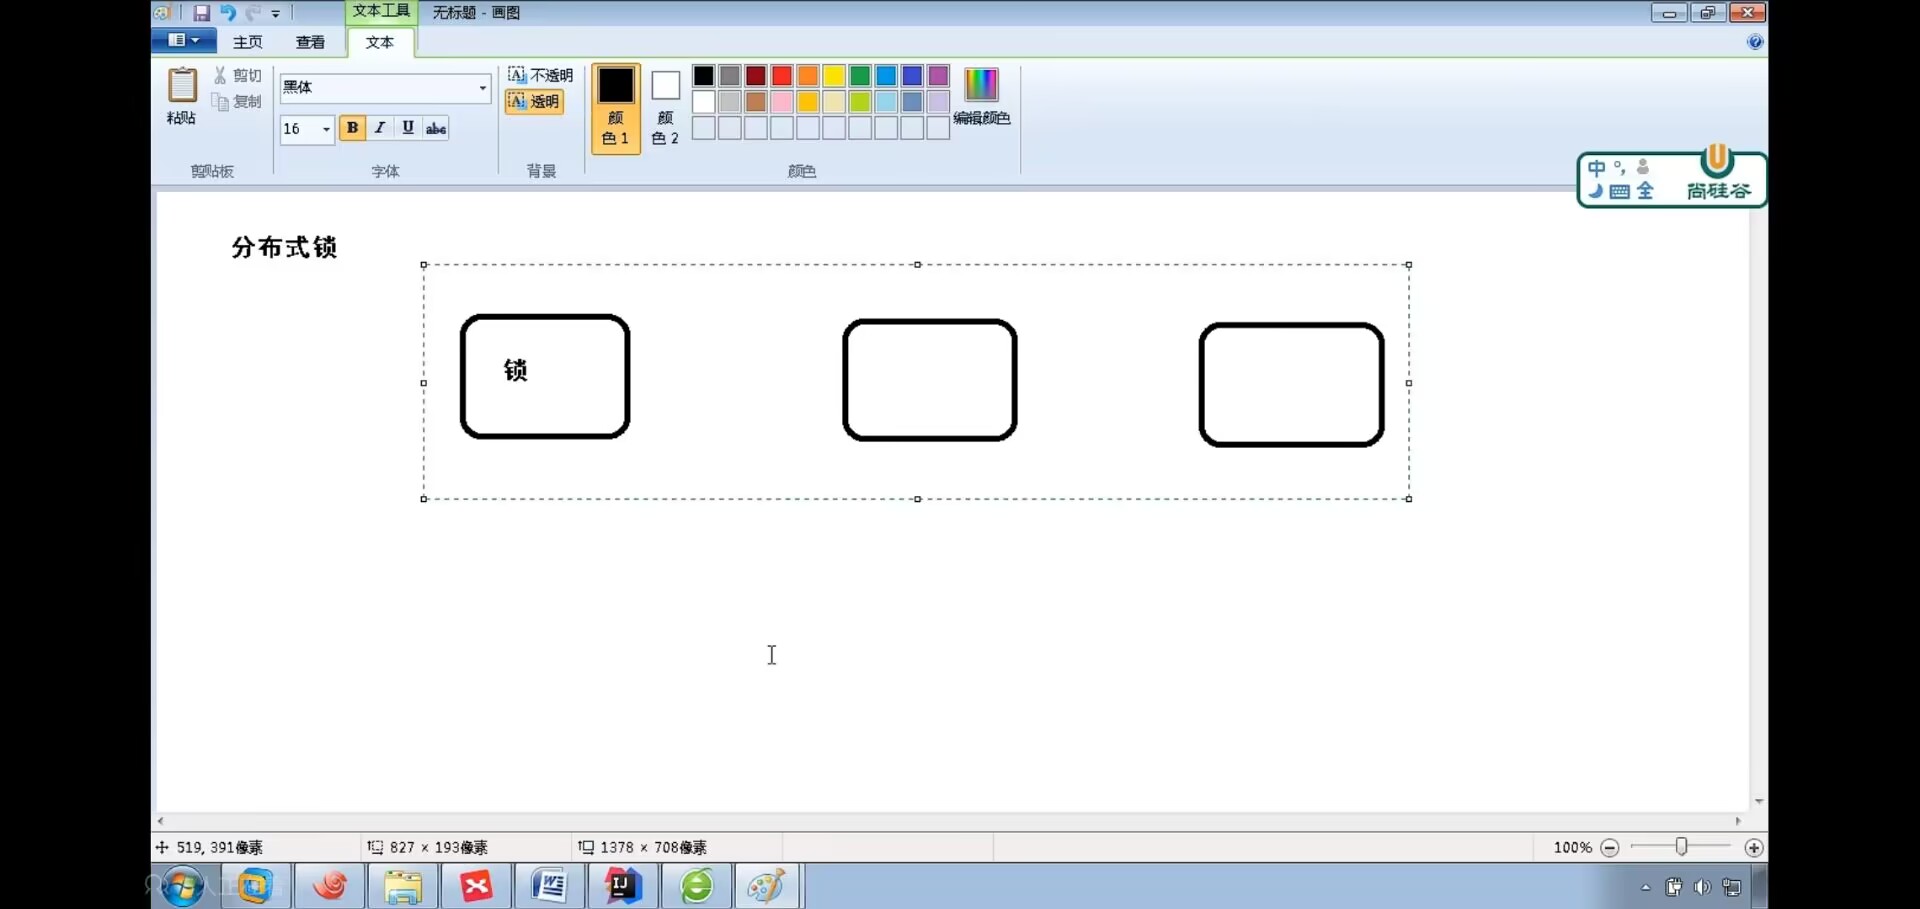 文本工具 无标题 - 画图
主页 查看 文本
粘贴 剪切 复制
剪贴板
黑体
16 B I U abc
字体
不透明
透明
背景
颜色 1
颜色 2
编辑颜色
颜色
中 全 尚硅谷
分布式锁
锁
519, 391像素 827 × 193像素 1378 × 708像素 100%